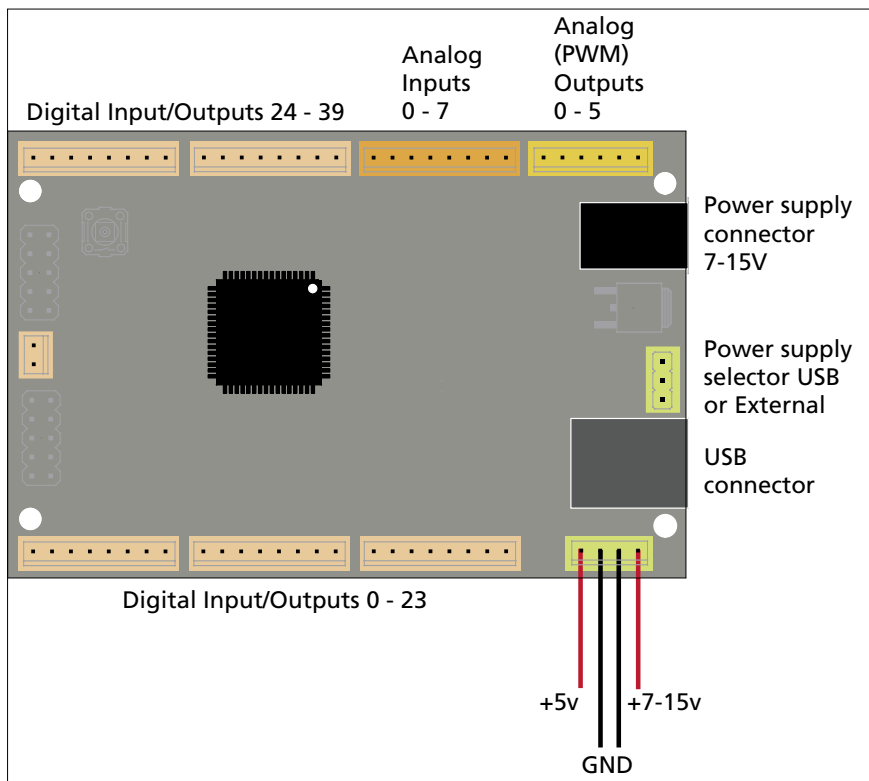 Digital Input/Outputs 24 - 39
Analog
Inputs
0 - 7
Analog
(PWM)
Outputs
0 - 5
Power supply
connector
7-15V
Power supply
selector USB
or External
USB
connector
Digital Input/Outputs 0 - 23
+5v
+7-15v
GND